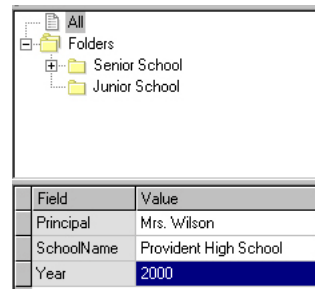 All
Folders
Senior School
Junior School
Field Value
Principal Mrs. Wilson
SchoolName Provident High School
Year 2000